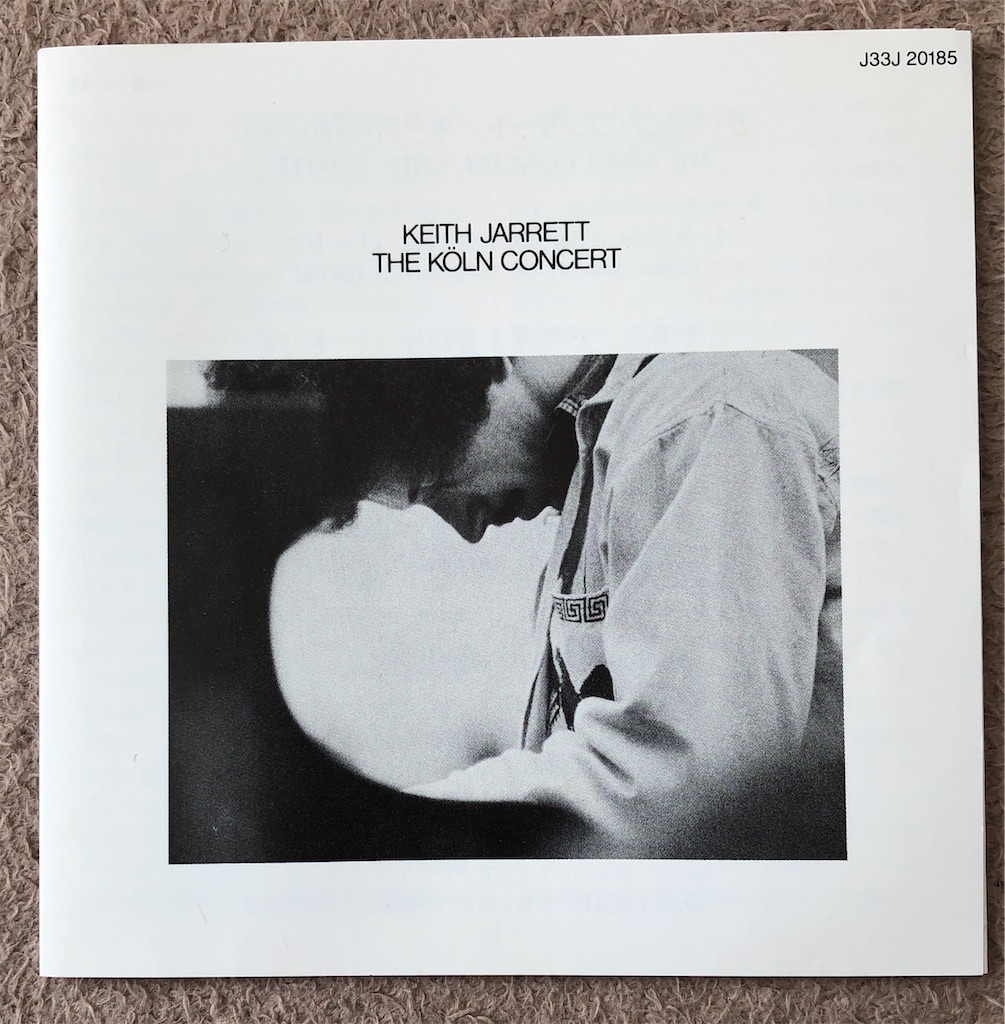 J33J 20185
KEITH JARRETT
THE KÖLN CONCERT